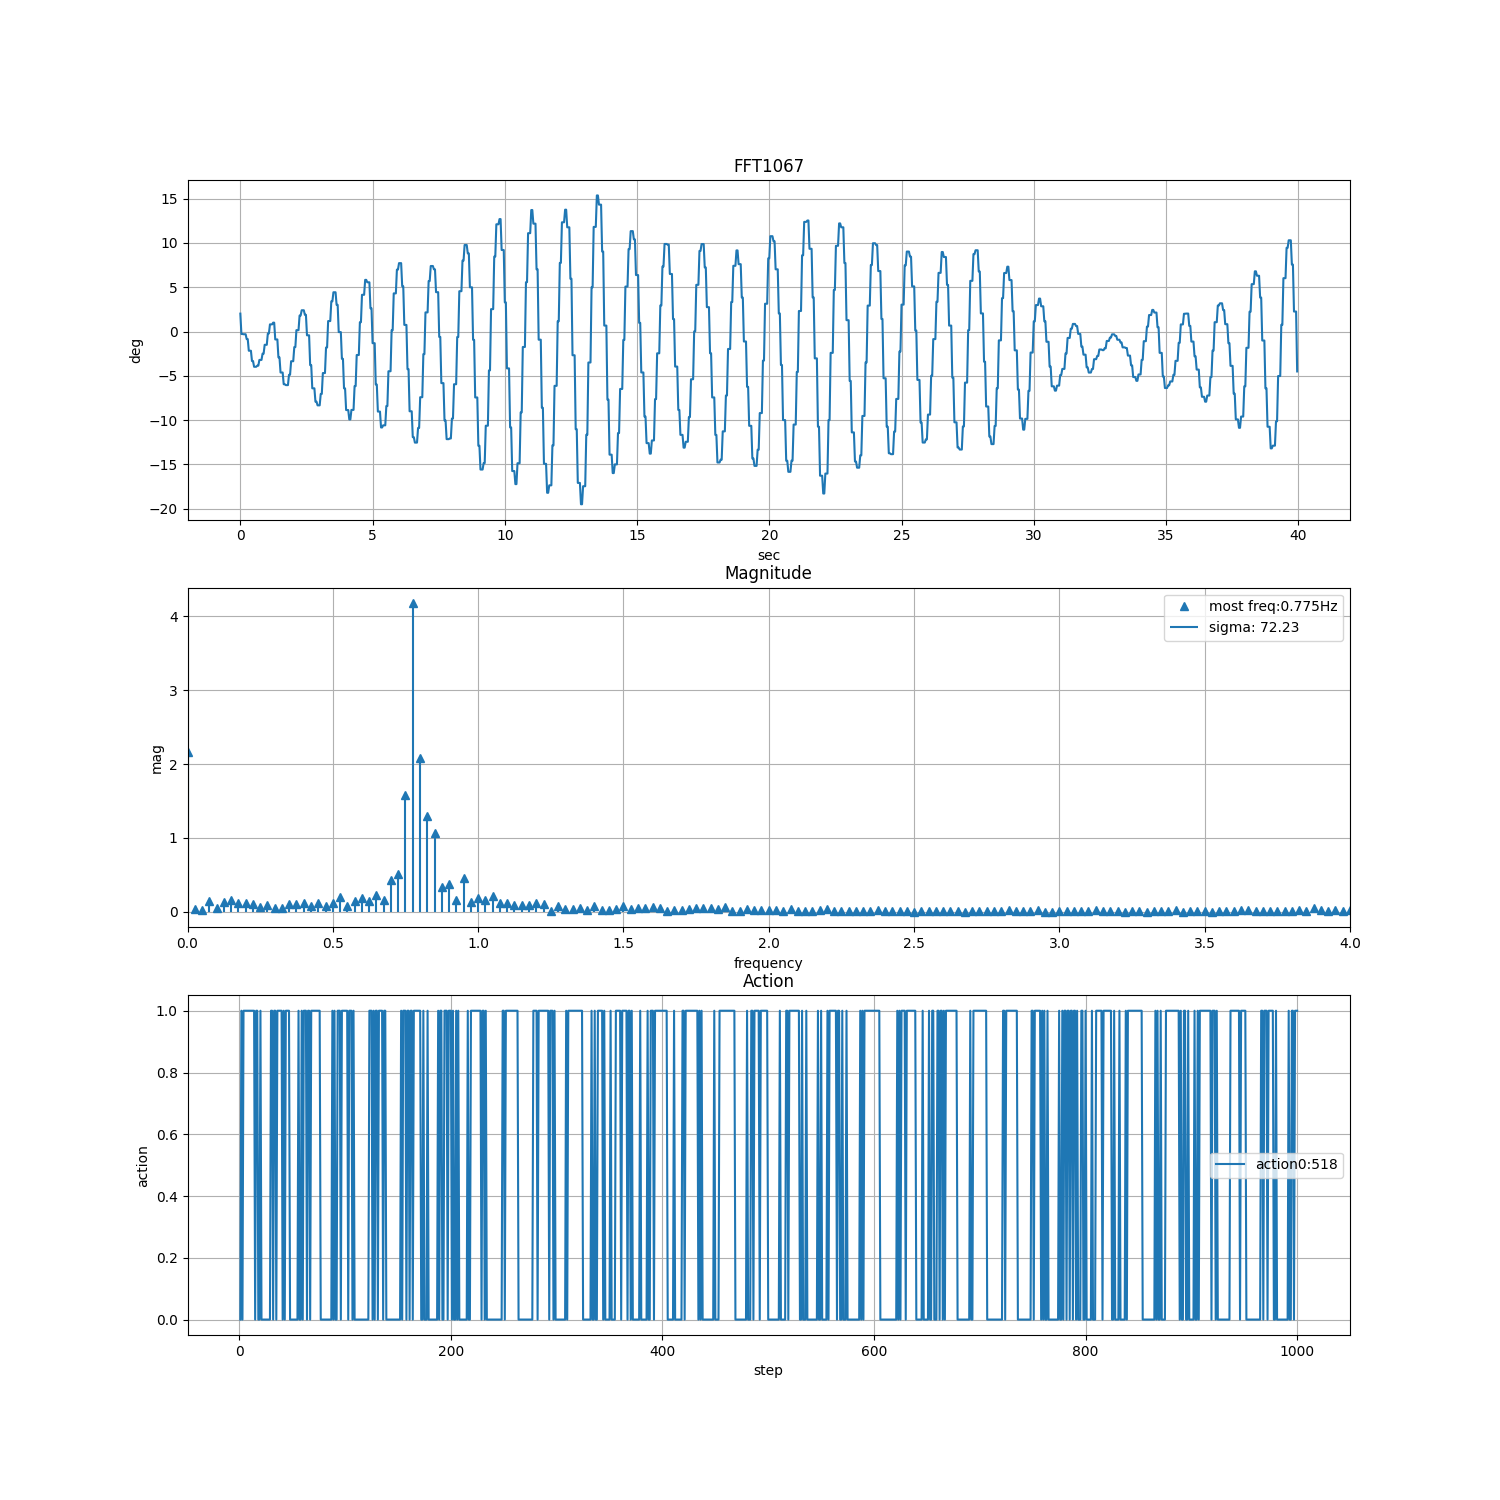 FFT1067
15
10
5
0
−5
−10
−15
−20
deg
0 5 10 15 20 25 30 35 40
sec
Magnitude
4
3
2
1
0
mag
most freq:0.775Hz
sigma: 72.23
0.0 0.5 1.0 1.5 2.0 2.5 3.0 3.5 4.0
frequency
Action
1.0
0.8
0.6
0.4
0.2
0.0
action
action0:518
0 200 400 600 800 1000
step